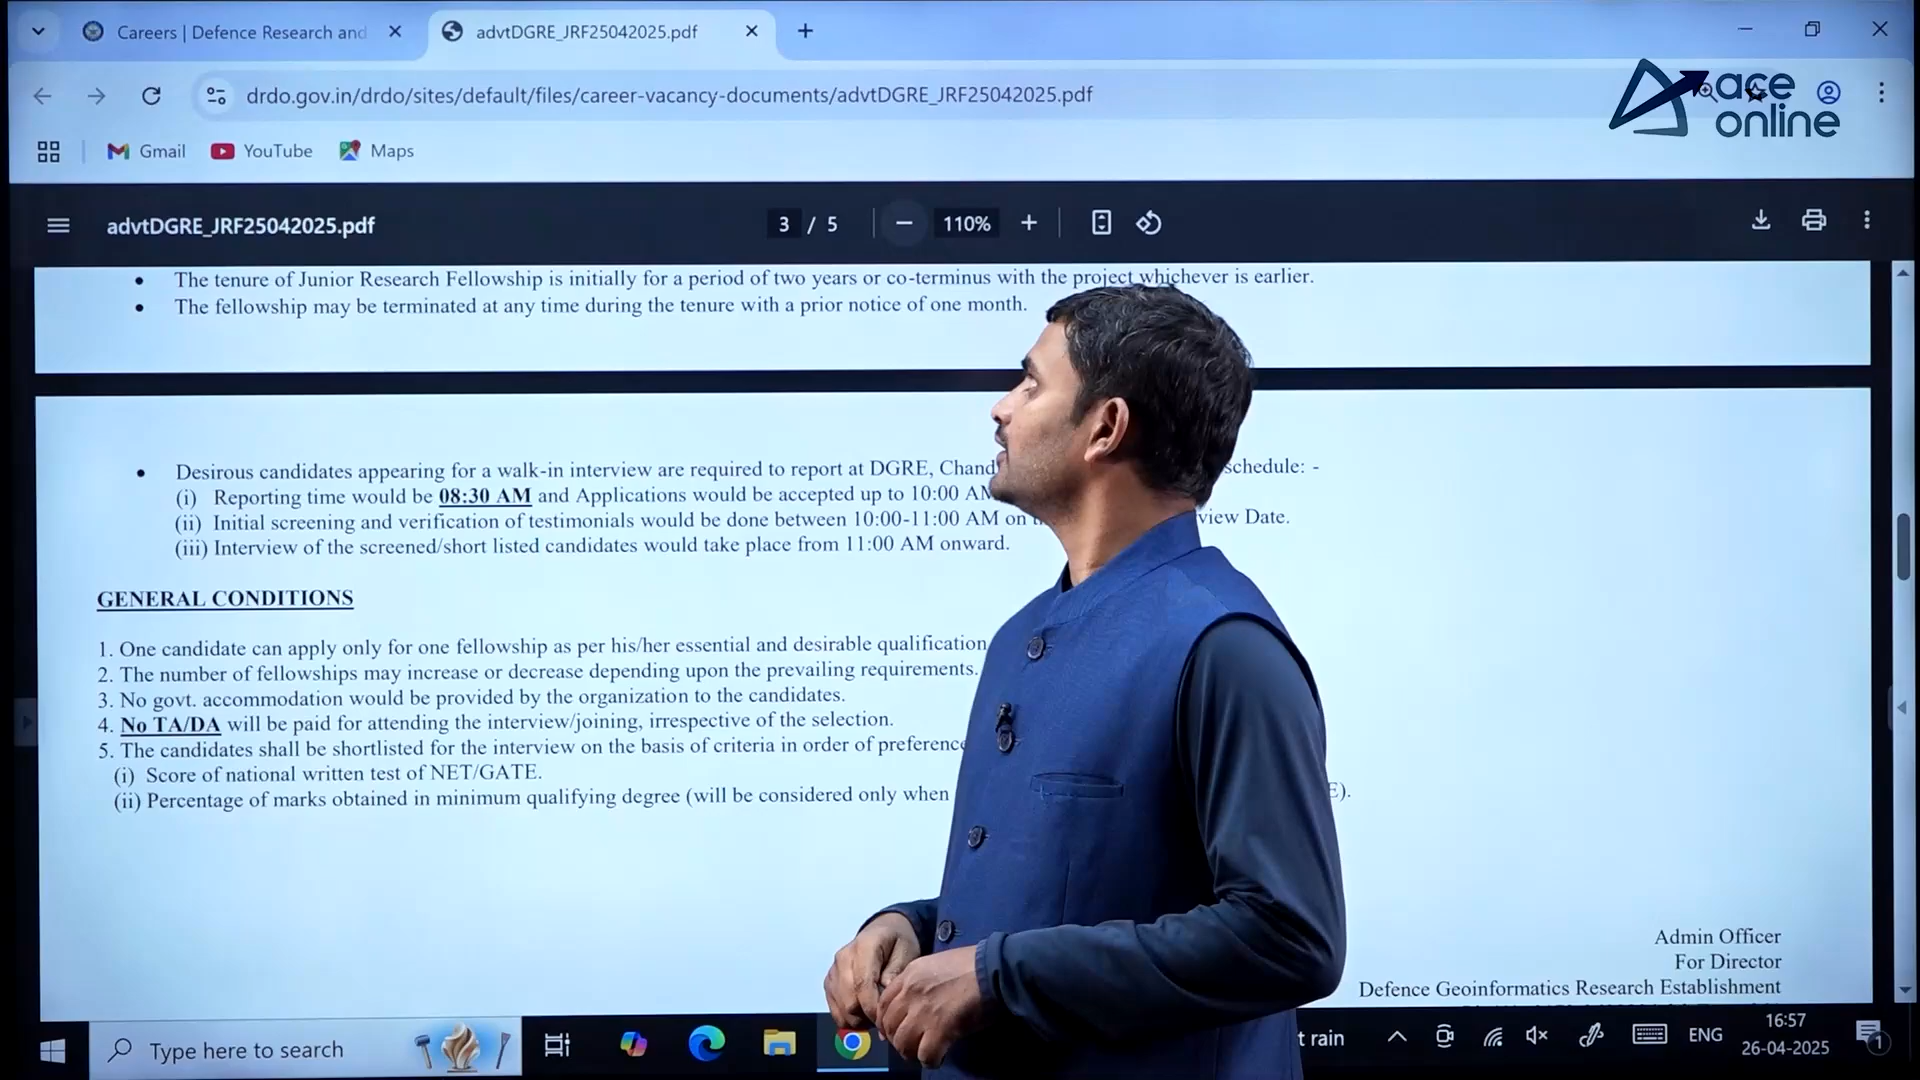 Careers | Defence Research and
advtDGRE_JRF25042025.pdf
drdo.gov.in/drdo/sites/default/files/career-vacancy-documents/advtDGRE_JRF25042025.pdf
ace
online
Gmail
YouTube
Maps
advtDGRE_JRF25042025.pdf
3 / 5
110%
• The tenure of Junior Research Fellowship is initially for a period of two years or co-terminus with the project whichever is earlier.
• The fellowship may be terminated at any time during the tenure with a prior notice of one month.
• Desirous candidates appearing for a walk-in interview are required to report at DGRE, Chand schedule: -
(i) Reporting time would be 08:30 AM and Applications would be accepted up to 10:00 AM
(ii) Initial screening and verification of testimonials would be done between 10:00-11:00 AM on view Date.
(iii) Interview of the screened/short listed candidates would take place from 11:00 AM onward.
GENERAL CONDITIONS
1. One candidate can apply only for one fellowship as per his/her essential and desirable qualification
2. The number of fellowships may increase or decrease depending upon the prevailing requirements.
3. No govt. accommodation would be provided by the organization to the candidates.
4. No TA/DA will be paid for attending the interview/joining, irrespective of the selection.
5. The candidates shall be shortlisted for the interview on the basis of criteria in order of preference
(i) Score of national written test of NET/GATE.
(ii) Percentage of marks obtained in minimum qualifying degree (will be considered only when E).
Admin Officer
For Director
Defence Geoinformatics Research Establishment
Type here to search
t rain
ENG
16:57
26-04-2025
1